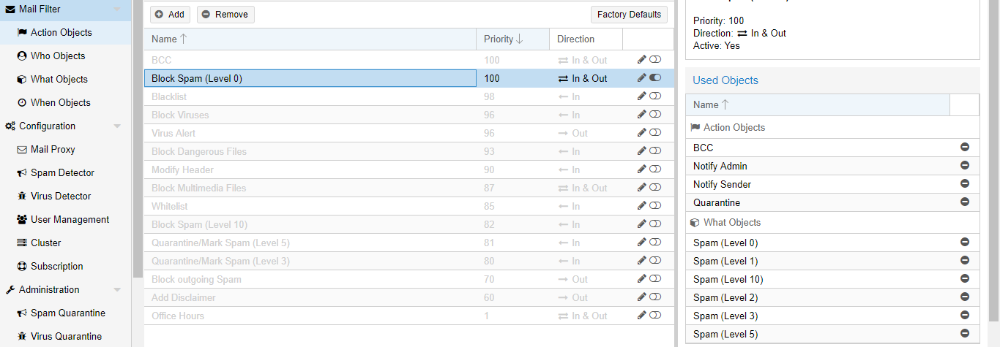 Mail Filter
Action Objects
Who Objects
What Objects
When Objects
Configuration
Mail Proxy
Spam Detector
Virus Detector
User Management
Cluster
Subscription
Administration
Spam Quarantine
Virus Quarantine
Add Remove Factory Defaults
Name Priority Direction
BCC 100 In & Out
Block Spam (Level 0) 100 In & Out
Blacklist 98 In
Block Viruses 96 In
Virus Alert 96 Out
Block Dangerous Files 93 In
Modify Header 90 In
Block Multimedia Files 87 In & Out
Whitelist 85 In
Block Spam (Level 10) 82 In
Quarantine/Mark Spam (Level 5) 81 In
Quarantine/Mark Spam (Level 3) 80 In
Block outgoing Spam 70 Out
Add Disclaimer 60 Out
Office Hours 1 In & Out
Priority: 100
Direction: In & Out
Active: Yes
Used Objects
Name
Action Objects
BCC
Notify Admin
Notify Sender
Quarantine
What Objects
Spam (Level 0)
Spam (Level 1)
Spam (Level 10)
Spam (Level 2)
Spam (Level 3)
Spam (Level 5)